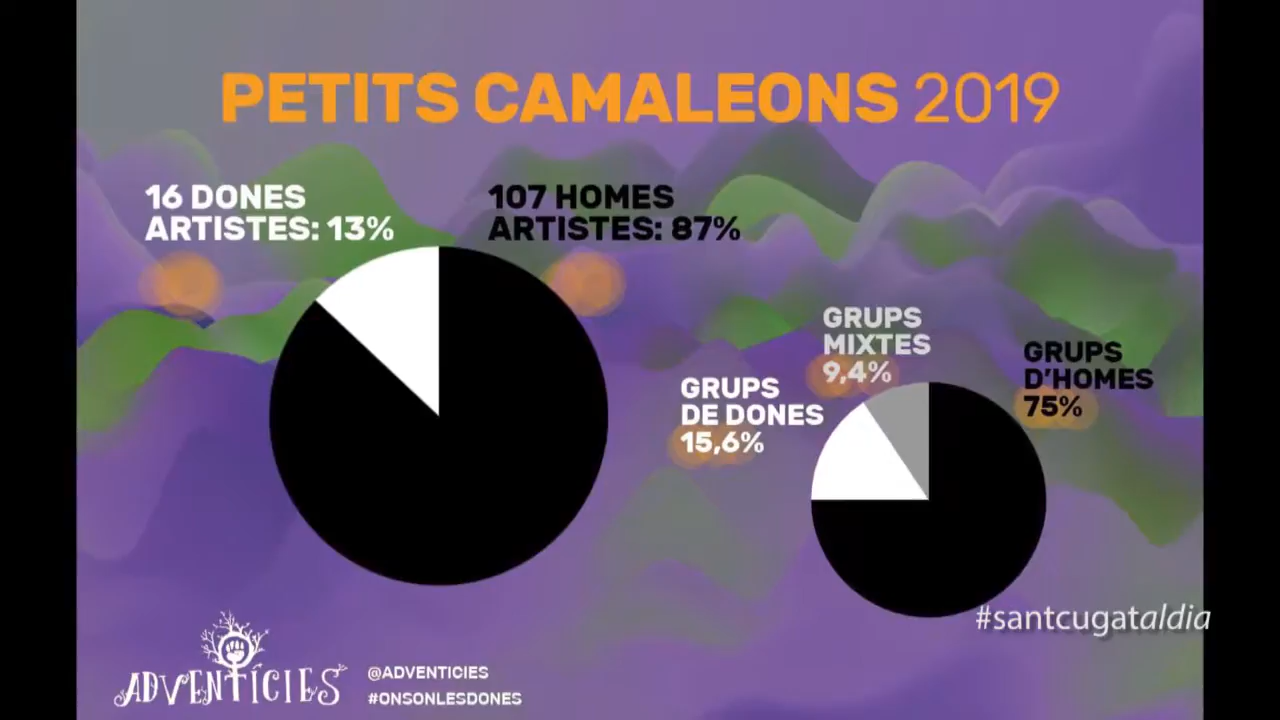 PETITS CAMALEONS 2019
16 DONES
ARTISTES: 13%
107 HOMES
ARTISTES: 87%
GRUPS
MIXTES
9,4%
GRUPS
D'HOMES
75%
GRUPS
DE DONES
15,6%
#santcugataldia
ADVENTÍCIES
@ADVENTICIES
#ONSONLESDONES